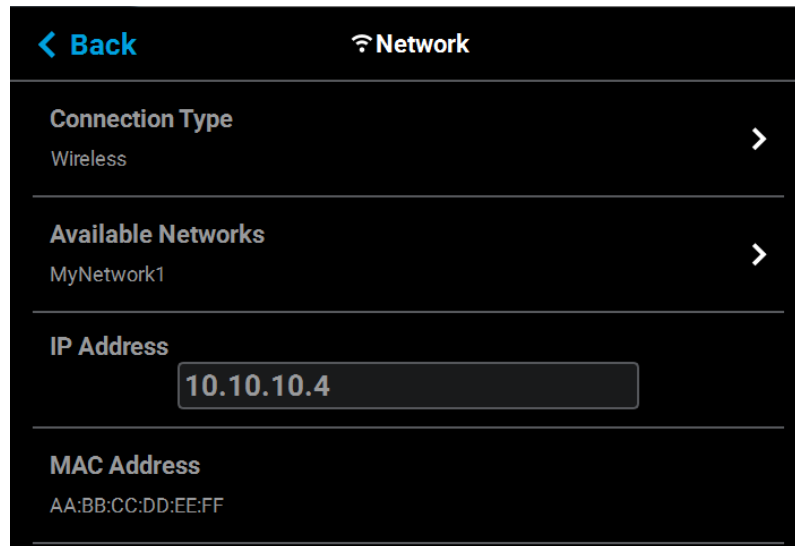 Back
Network
Connection Type
Wireless
Available Networks
MyNetwork1
IP Address
10.10.10.4
MAC Address
AA:BB:CC:DD:EE:FF